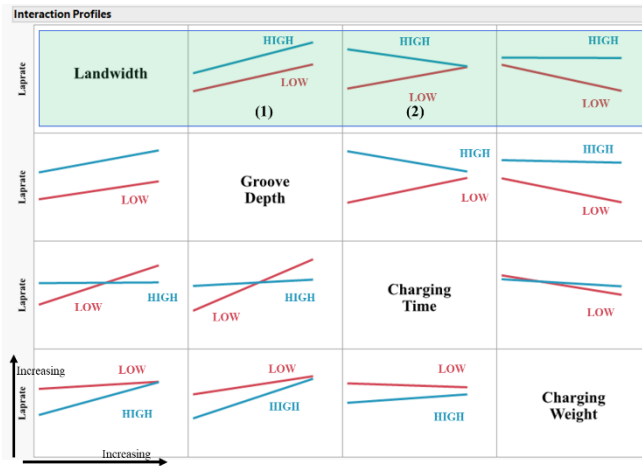 Interaction Profiles
Laprate
Landwidth
HIGH
LOW
(1)
HIGH
LOW
(2)
HIGH
LOW
Laprate
LOW
Groove
Depth
HIGH
LOW
HIGH
LOW
Laprate
LOW
HIGH
LOW
HIGH
Charging
Time
LOW
Laprate
Increasing
LOW
HIGH
LOW
HIGH
LOW
HIGH
Charging
Weight
Increasing